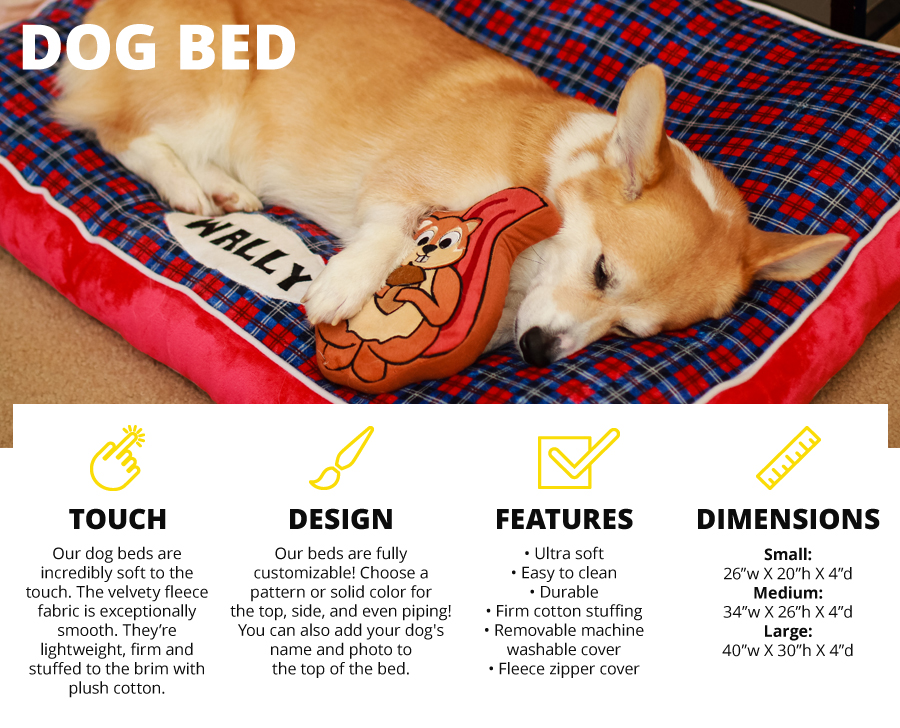 DOG BED
WALLY
TOUCH
Our dog beds are
incredibly soft to the
touch. The velvety fleece
fabric is exceptionally
smooth. They’re
lightweight, firm and
stuffed to the brim with
plush cotton.
DESIGN
Our beds are fully
customizable! Choose a
pattern or solid color for
the top, side, and even piping!
You can also add your dog's
name and photo to
the top of the bed.
FEATURES
• Ultra soft
• Easy to clean
• Durable
• Firm cotton stuffing
• Removable machine
washable cover
• Fleece zipper cover
DIMENSIONS
Small:
26”w X 20”h X 4”d
Medium:
34”w X 26”h X 4”d
Large:
40”w X 30”h X 4”d